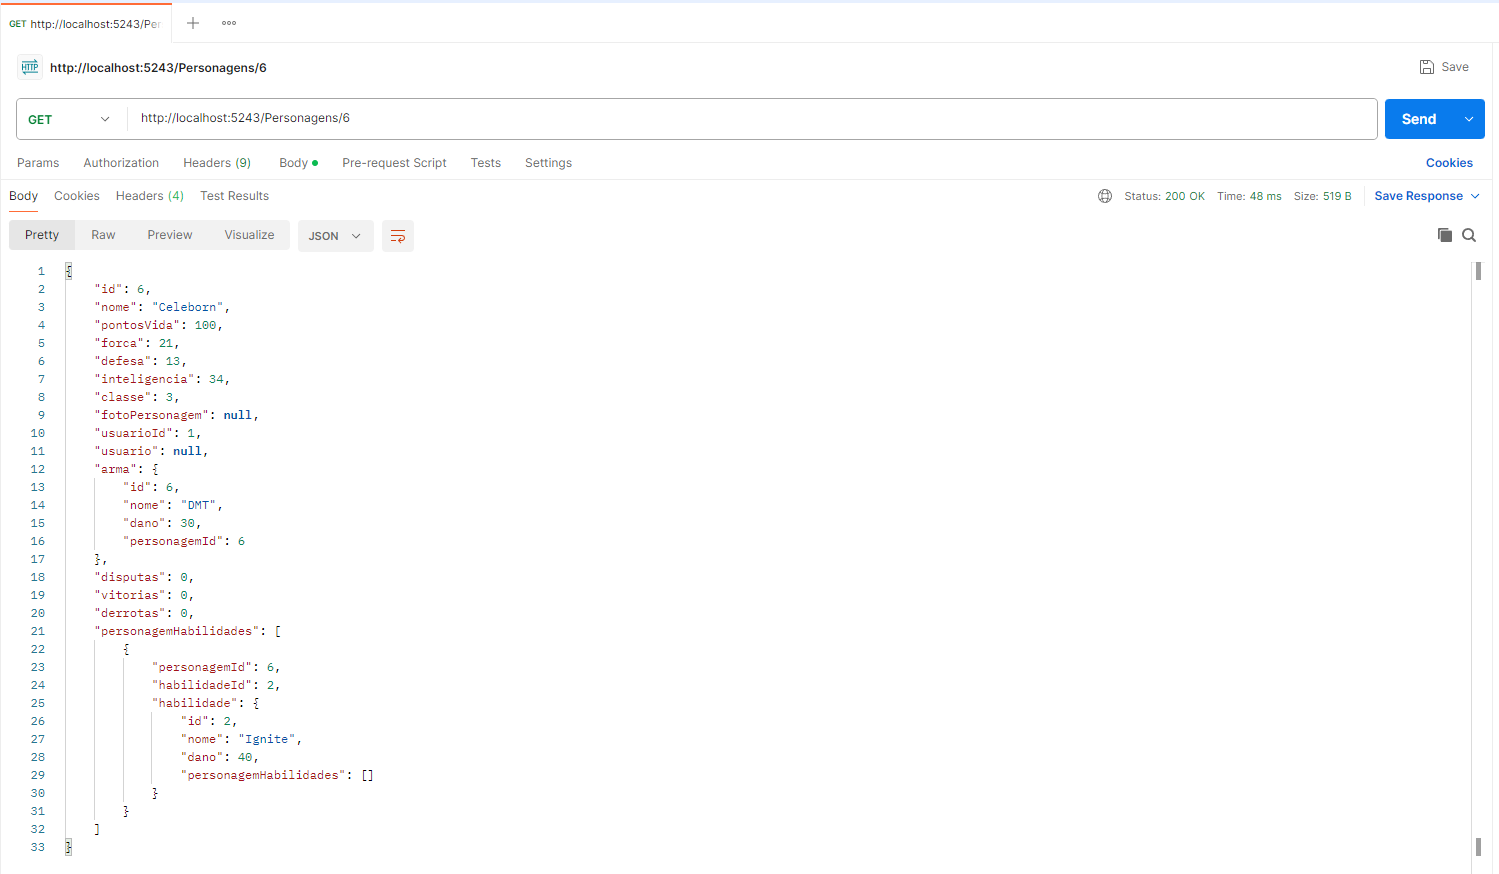 GET http://localhost:5243/Per
http://localhost:5243/Personagens/6
Save
GET
http://localhost:5243/Personagens/6
Send
Params Authorization Headers (9) Body Pre-request Script Tests Settings Cookies
Body Cookies Headers (4) Test Results Status: 200 OK Time: 48 ms Size: 519 B Save Response
Pretty Raw Preview Visualize JSON
1 {
2 "id": 6,
3 "nome": "Celeborn",
4 "pontosVida": 100,
5 "forca": 21,
6 "defesa": 13,
7 "inteligencia": 34,
8 "classe": 3,
9 "fotoPersonagem": null,
10 "usuarioId": 1,
11 "usuario": null,
12 "arma": {
13 "id": 6,
14 "nome": "DMT",
15 "dano": 30,
16 "personagemId": 6
17 },
18 "disputas": 0,
19 "vitorias": 0,
20 "derrotas": 0,
21 "personagemHabilidades": [
22 {
23 "personagemId": 6,
24 "habilidadeId": 2,
25 "habilidade": {
26 "id": 2,
27 "nome": "Ignite",
28 "dano": 40,
29 "personagemHabilidades": []
30 }
31 }
32 ]
33 }